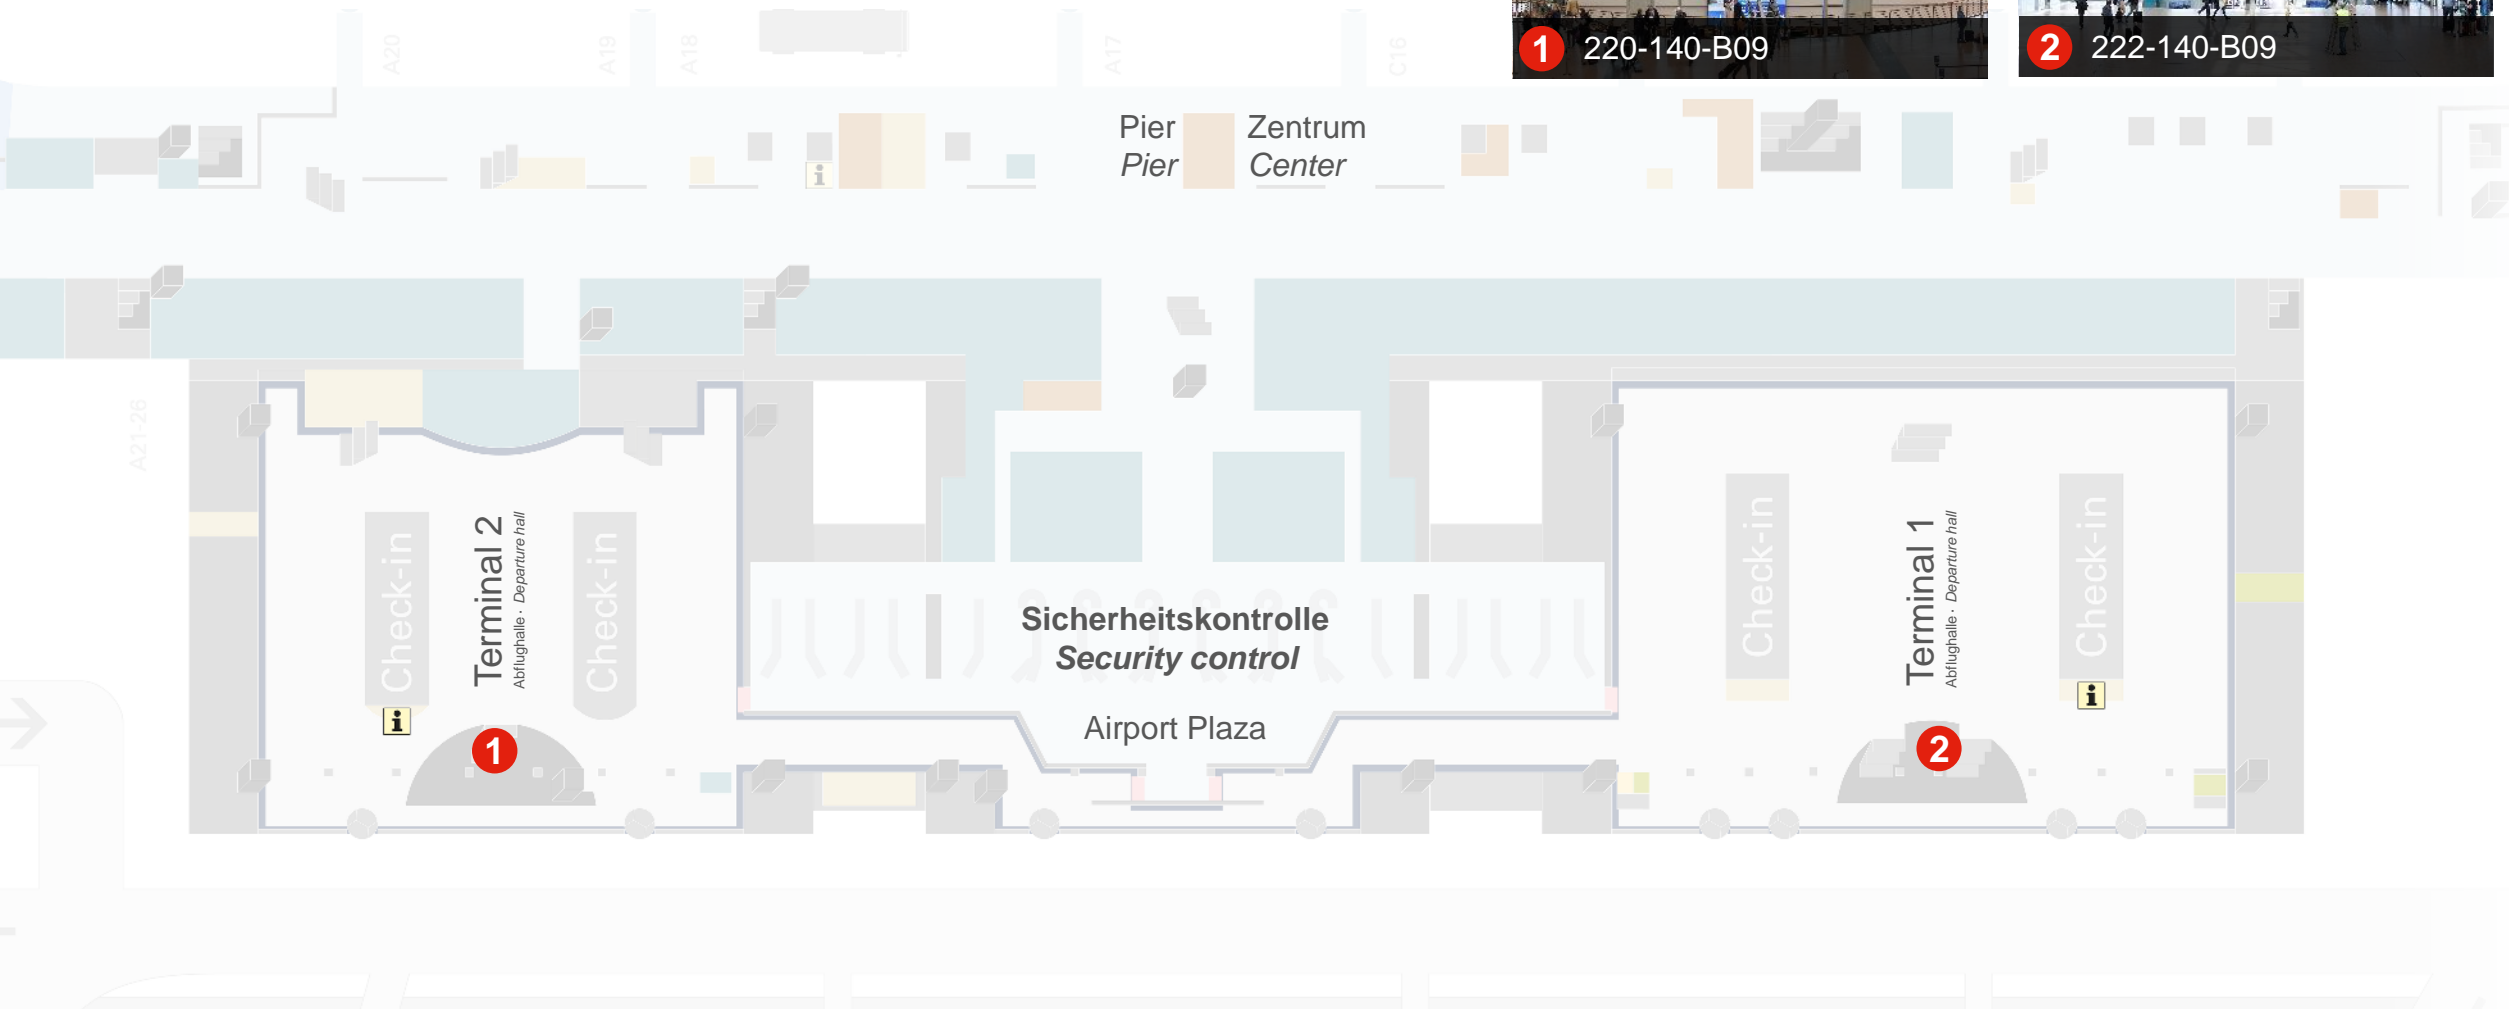 1 220-140-B09
2 222-140-B09
A20
A19
A18
A17
C16
Pier Zentrum
Pier Center
i
A21-26
Check-in
Terminal 2
Abflughalle · Departure hall
Check-in
Sicherheitskontrolle
Security control
Airport Plaza
Check-in
Terminal 1
Abflughalle · Departure hall
Check-in
i
i
1
2